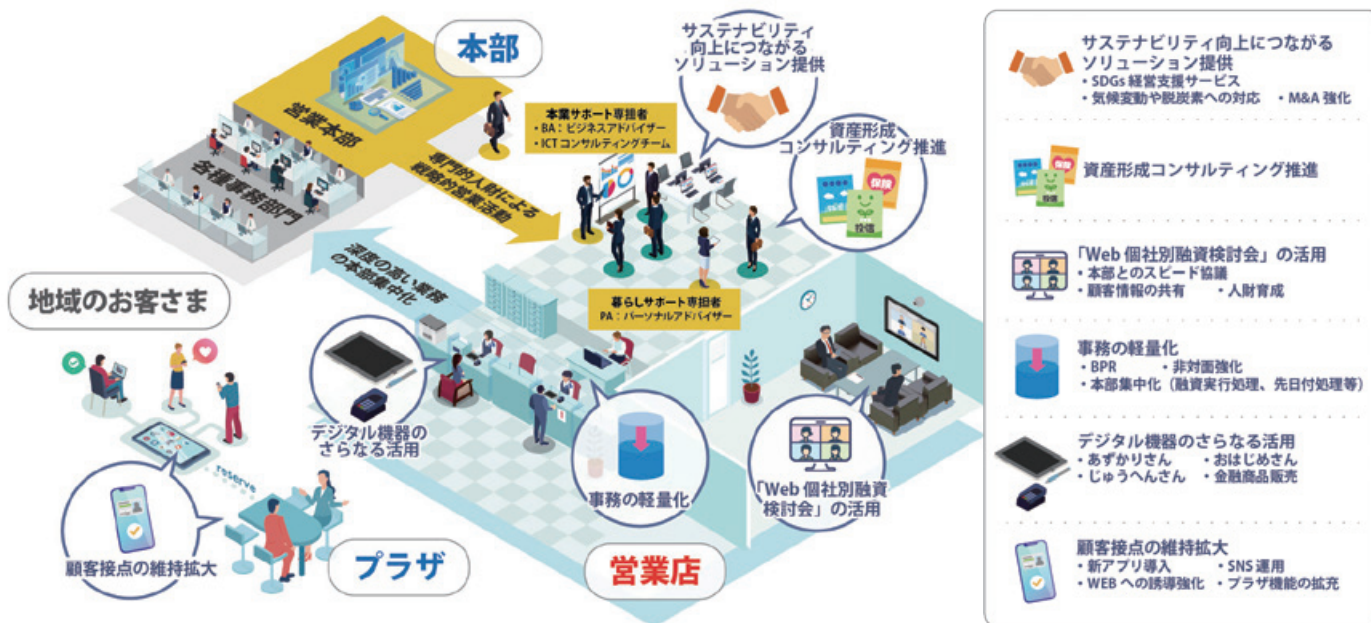 本部
営業本部
各種事務部門
専門的人財による
戦略的営業活動
深度の高い業務
の本部集中化
本業サポート専担者
・BA：ビジネスアドバイザー
・ICTコンサルティングチーム
サステナビリティ
向上につながる
ソリューション提供
資産形成
コンサルティング推進
保険
投信
暮らしサポート専担者
PA：パーソナルアドバイザー
地域のお客さま
デジタル機器の
さらなる活用
事務の軽量化
「Web個社別融資
検討会」の活用
reserve
顧客接点の維持拡大
プラザ
営業店
サステナビリティ向上につながる
ソリューション提供
・SDGs経営支援サービス
・気候変動や脱炭素への対応 ・M&A強化
保険
投信
資産形成コンサルティング推進
「Web個社別融資検討会」の活用
・本部とのスピード協議
・顧客情報の共有 ・人財育成
事務の軽量化
・BPR ・非対面強化
・本部集中化（融資実行処理、先日付処理等）
デジタル機器のさらなる活用
・あずかりさん ・おはじめさん
・じゅうへんさん ・金融商品販売
顧客接点の維持拡大
・新アプリ導入 ・SNS運用
・WEBへの誘導強化 ・プラザ機能の拡充